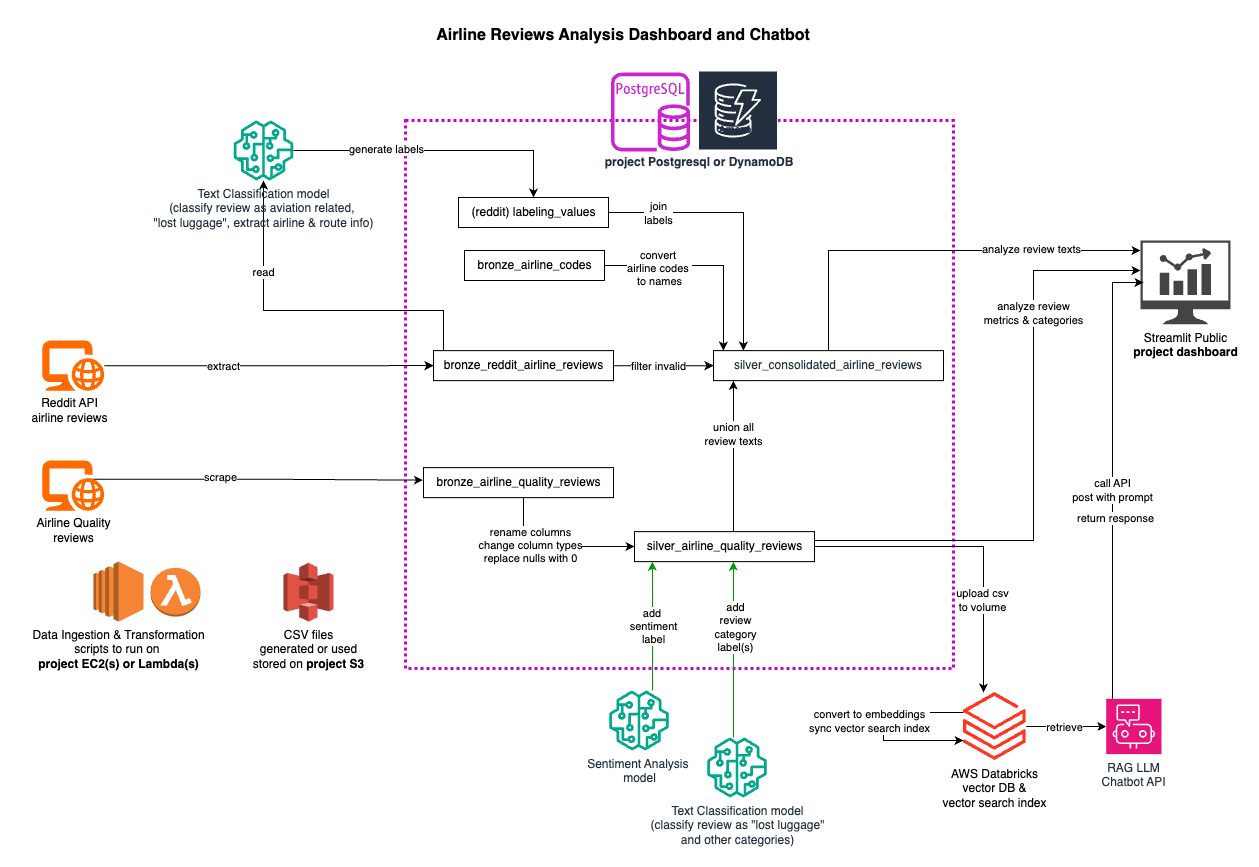 Airline Reviews Analysis Dashboard and Chatbot
PostgreSQL
project Postgresql or DynamoDB
generate labels
Text Classification model
(classify review as aviation related,
"lost luggage", extract airline & route info)
(reddit) labeling_values
join
labels
bronze_airline_codes
convert
airline codes
to names
read
analyze review texts
analyze review
metrics & categories
Streamlit Public
project dashboard
Reddit API
airline reviews
extract
bronze_reddit_airline_reviews
filter invalid
silver_consolidated_airline_reviews
union all
review texts
Airline Quality
reviews
scrape
bronze_airline_quality_reviews
rename columns
change column types
replace nulls with 0
silver_airline_quality_reviews
call API
post with prompt
return response
Data Ingestion & Transformation
scripts to run on
project EC2(s) or Lambda(s)
CSV files
generated or used
stored on project S3
add
sentiment
label
add
review
category
label(s)
upload csv
to volume
Sentiment Analysis
model
Text Classification model
(classify review as "lost luggage"
and other categories)
convert to embeddings
sync vector search index
AWS Databricks
vector DB &
vector search index
retrieve
RAG LLM
Chatbot API